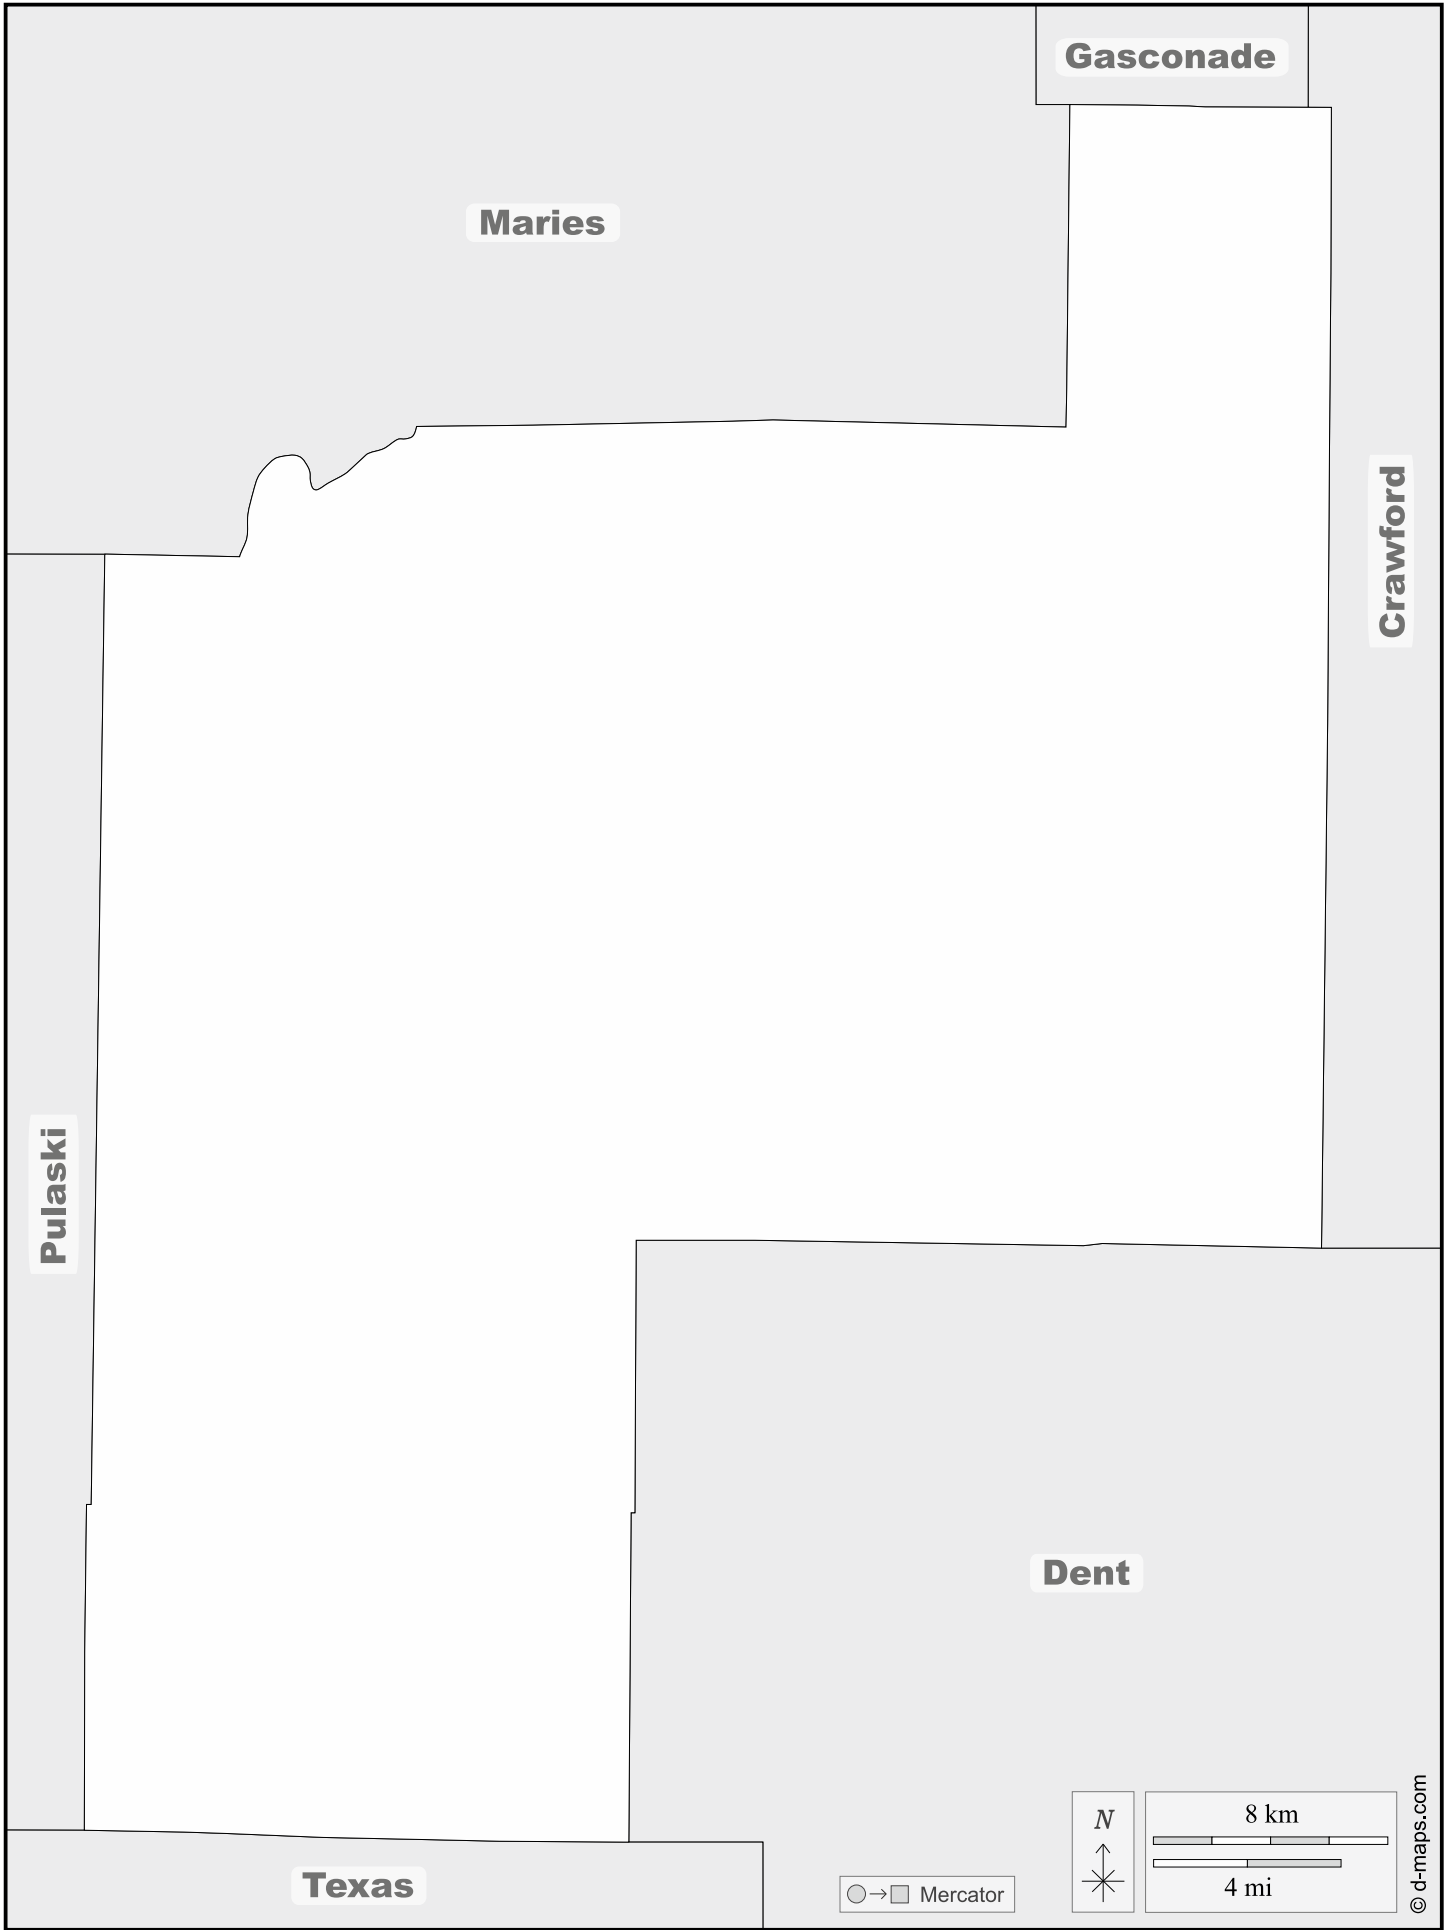 Gasconade
Maries
Crawford
Pulaski
Dent
Texas
Mercator
N
8 km
4 mi
© d-maps.com